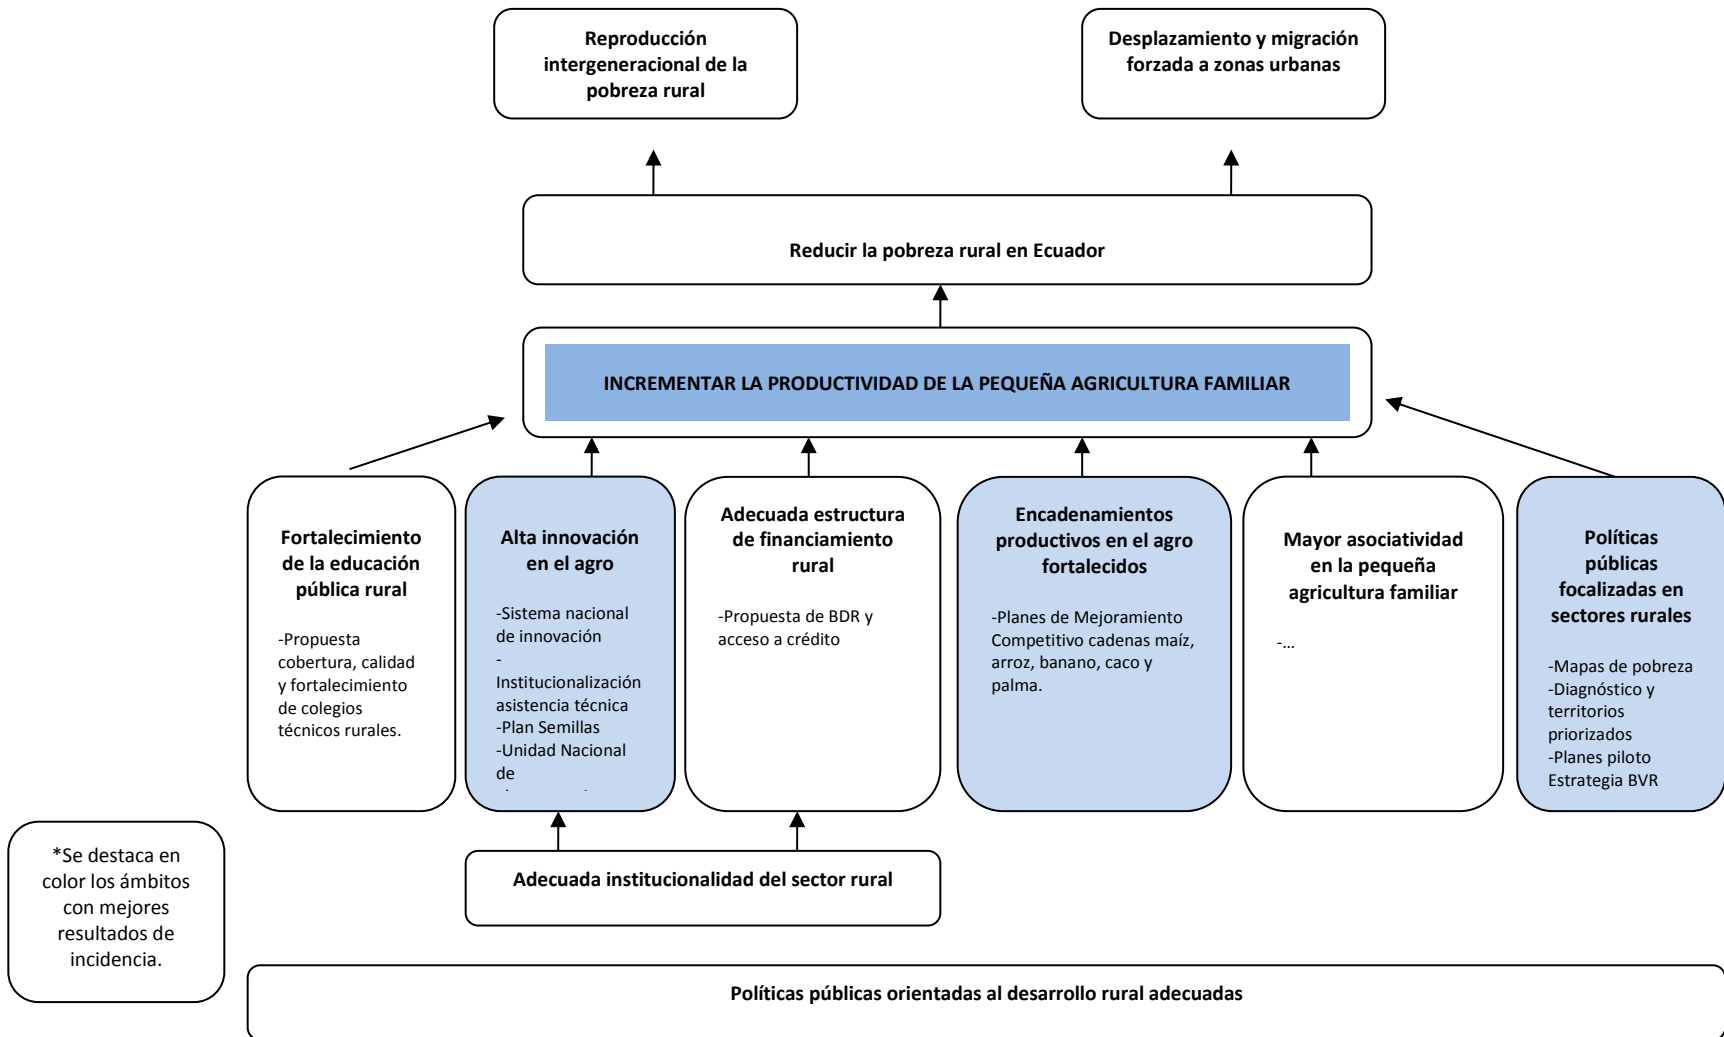 Reproducción
intergeneracional de la
pobreza rural
Desplazamiento y migración
forzada a zonas urbanas
Reducir la pobreza rural en Ecuador
INCREMENTAR LA PRODUCTIVIDAD DE LA PEQUEÑA AGRICULTURA FAMILIAR
Fortalecimiento
de la educación
pública rural
-Propuesta
cobertura, calidad
y fortalecimiento
de colegios
técnicos rurales.
Alta innovación
en el agro
-Sistema nacional
de innovación
-
Institucionalización
asistencia técnica
-Plan Semillas
-Unidad Nacional
de
Adecuada estructura
de financiamiento
rural
-Propuesta de BDR y
acceso a crédito
Encadenamientos
productivos en el agro
fortalecidos
-Planes de Mejoramiento
Competitivo cadenas maíz,
arroz, banano, caco y
palma.
Mayor asociatividad
en la pequeña
agricultura familiar
-...
Políticas
públicas
focalizadas en
sectores rurales
-Mapas de pobreza
-Diagnóstico y
territorios
priorizados
-Planes piloto
Estrategia BVR
*Se destaca en
color los ámbitos
con mejores
resultados de
incidencia.
Adecuada institucionalidad del sector rural
Políticas públicas orientadas al desarrollo rural adecuadas